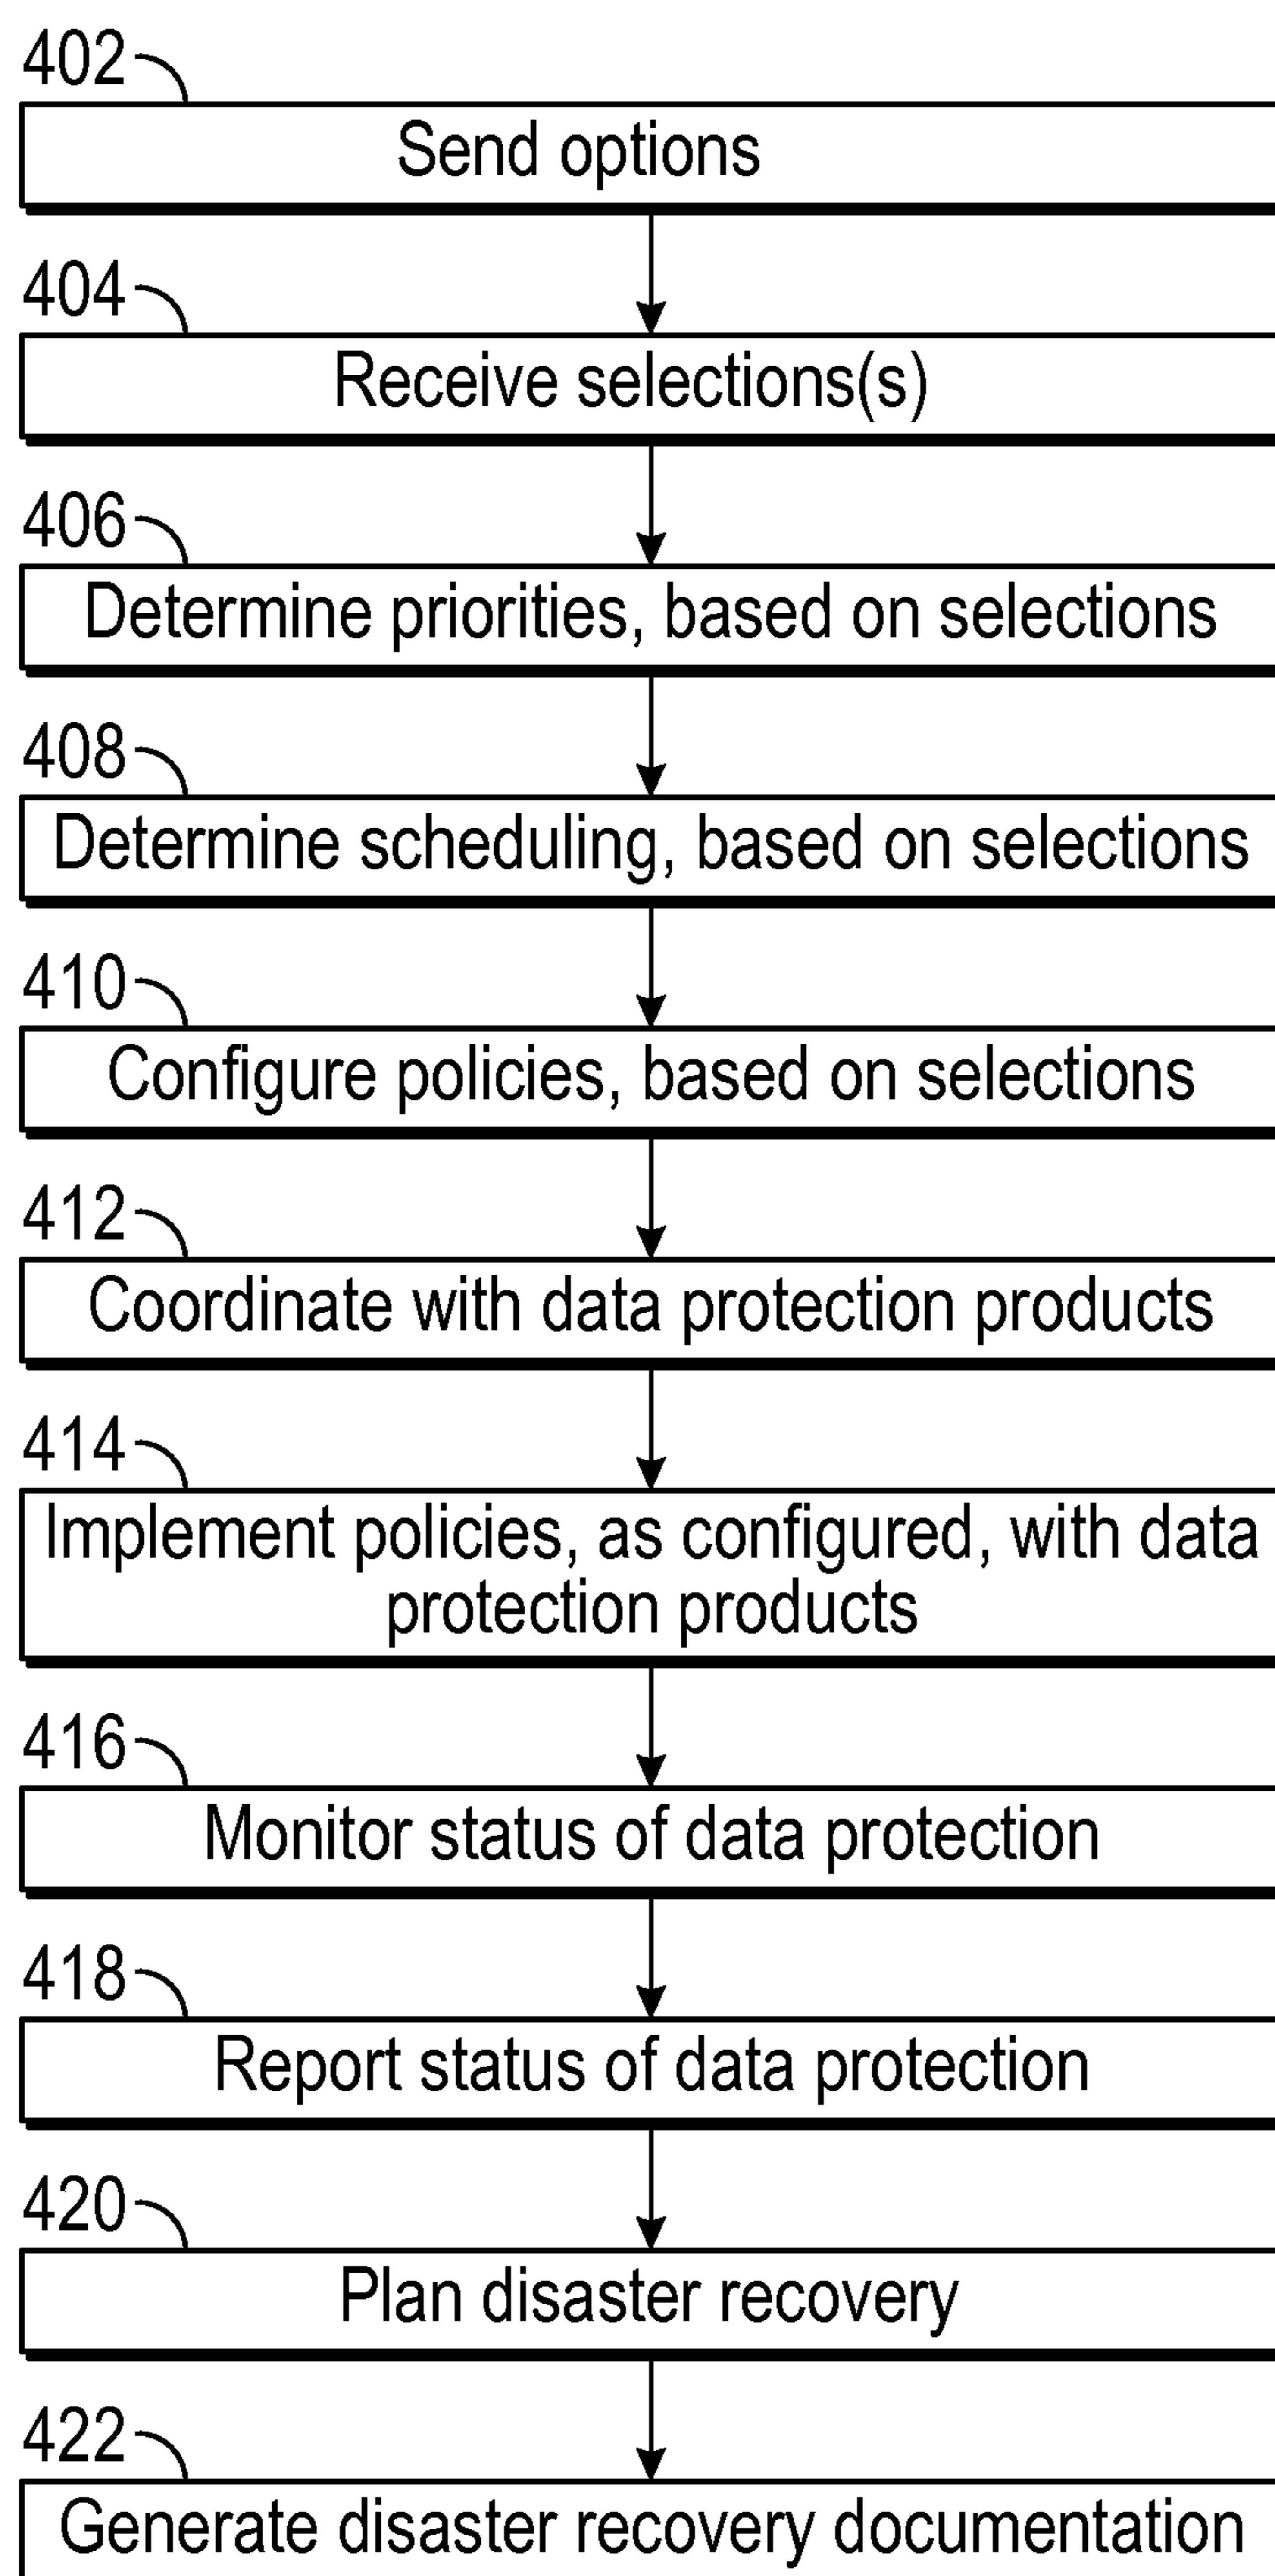 402
Send options
404
Receive selections(s)
406
Determine priorities, based on selections
408
Determine scheduling, based on selections
410
Configure policies, based on selections
412
Coordinate with data protection products
414
Implement policies, as configured, with data
protection products
416
Monitor status of data protection
418
Report status of data protection
420
Plan disaster recovery
422
Generate disaster recovery documentation